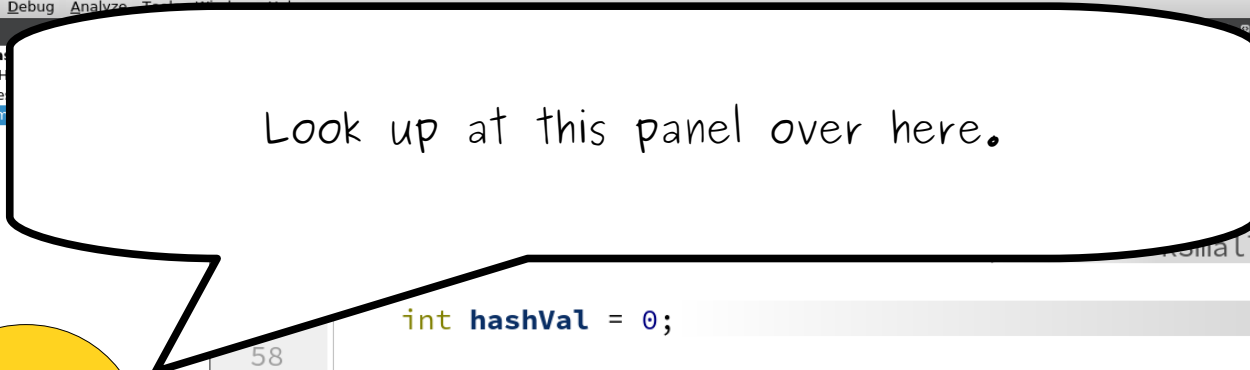 Debug Analyze
Look up at this panel over here.
int hashVal = 0;
58